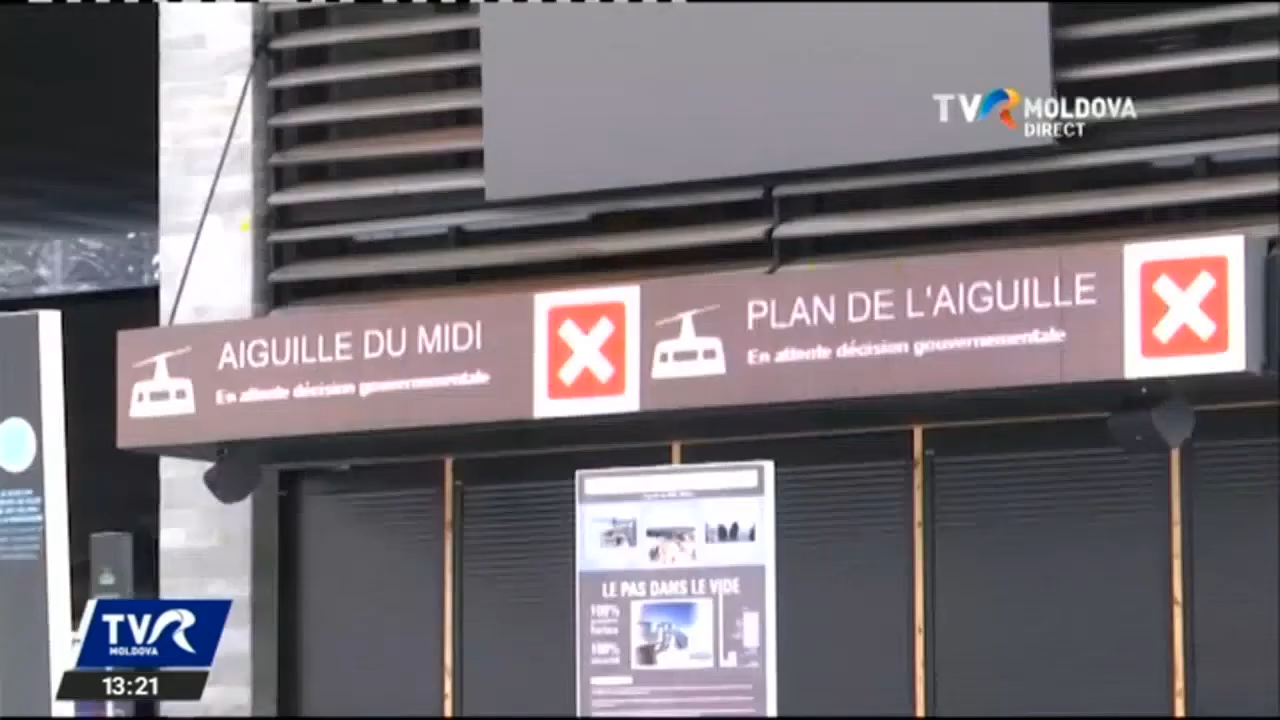 TVR MOLDOVA
DIRECT
AIGUILLE DU MIDI
En attente décision gouvernementale
PLAN DE L'AIGUILLE
En attente décision gouvernementale
LE PAS DANS LE VIDE
100%
100%
TVR
MOLDOVA
13:21